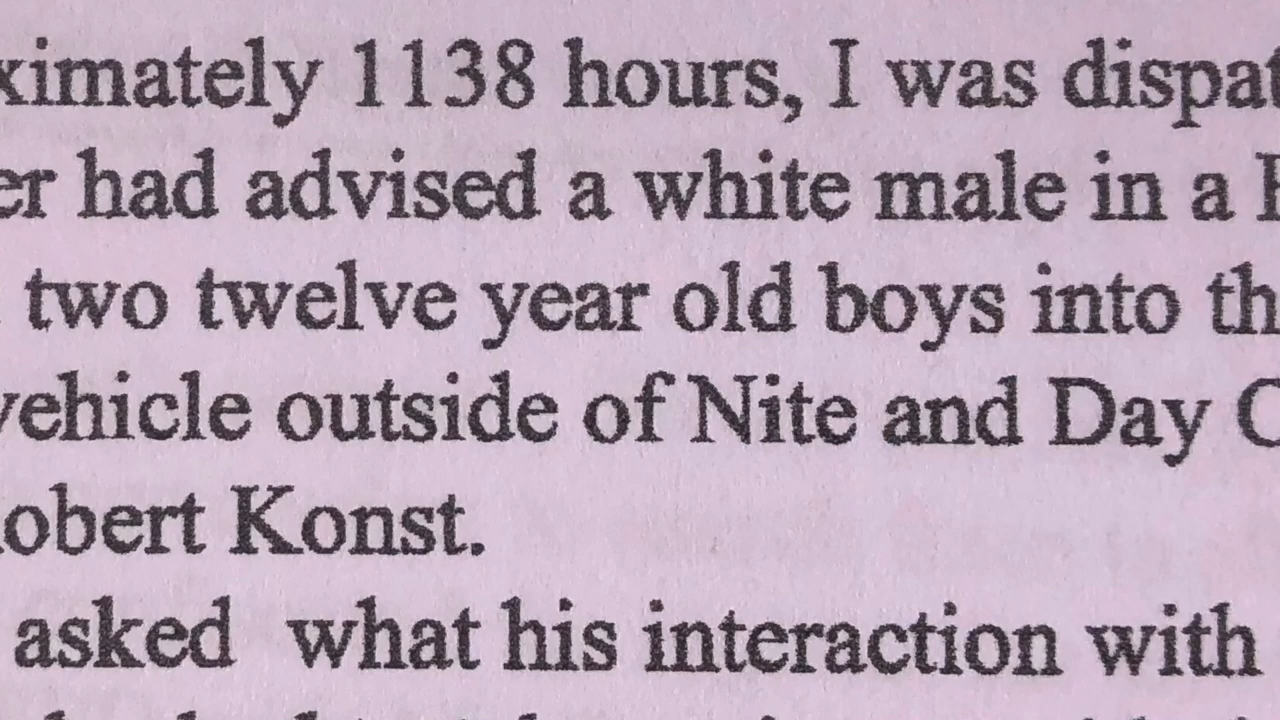 ximately 1138 hours, I was dispat
er had advised a white male in a
two twelve year old boys into th
vehicle outside of Nite and Day C
obert Konst.
asked what his interaction with